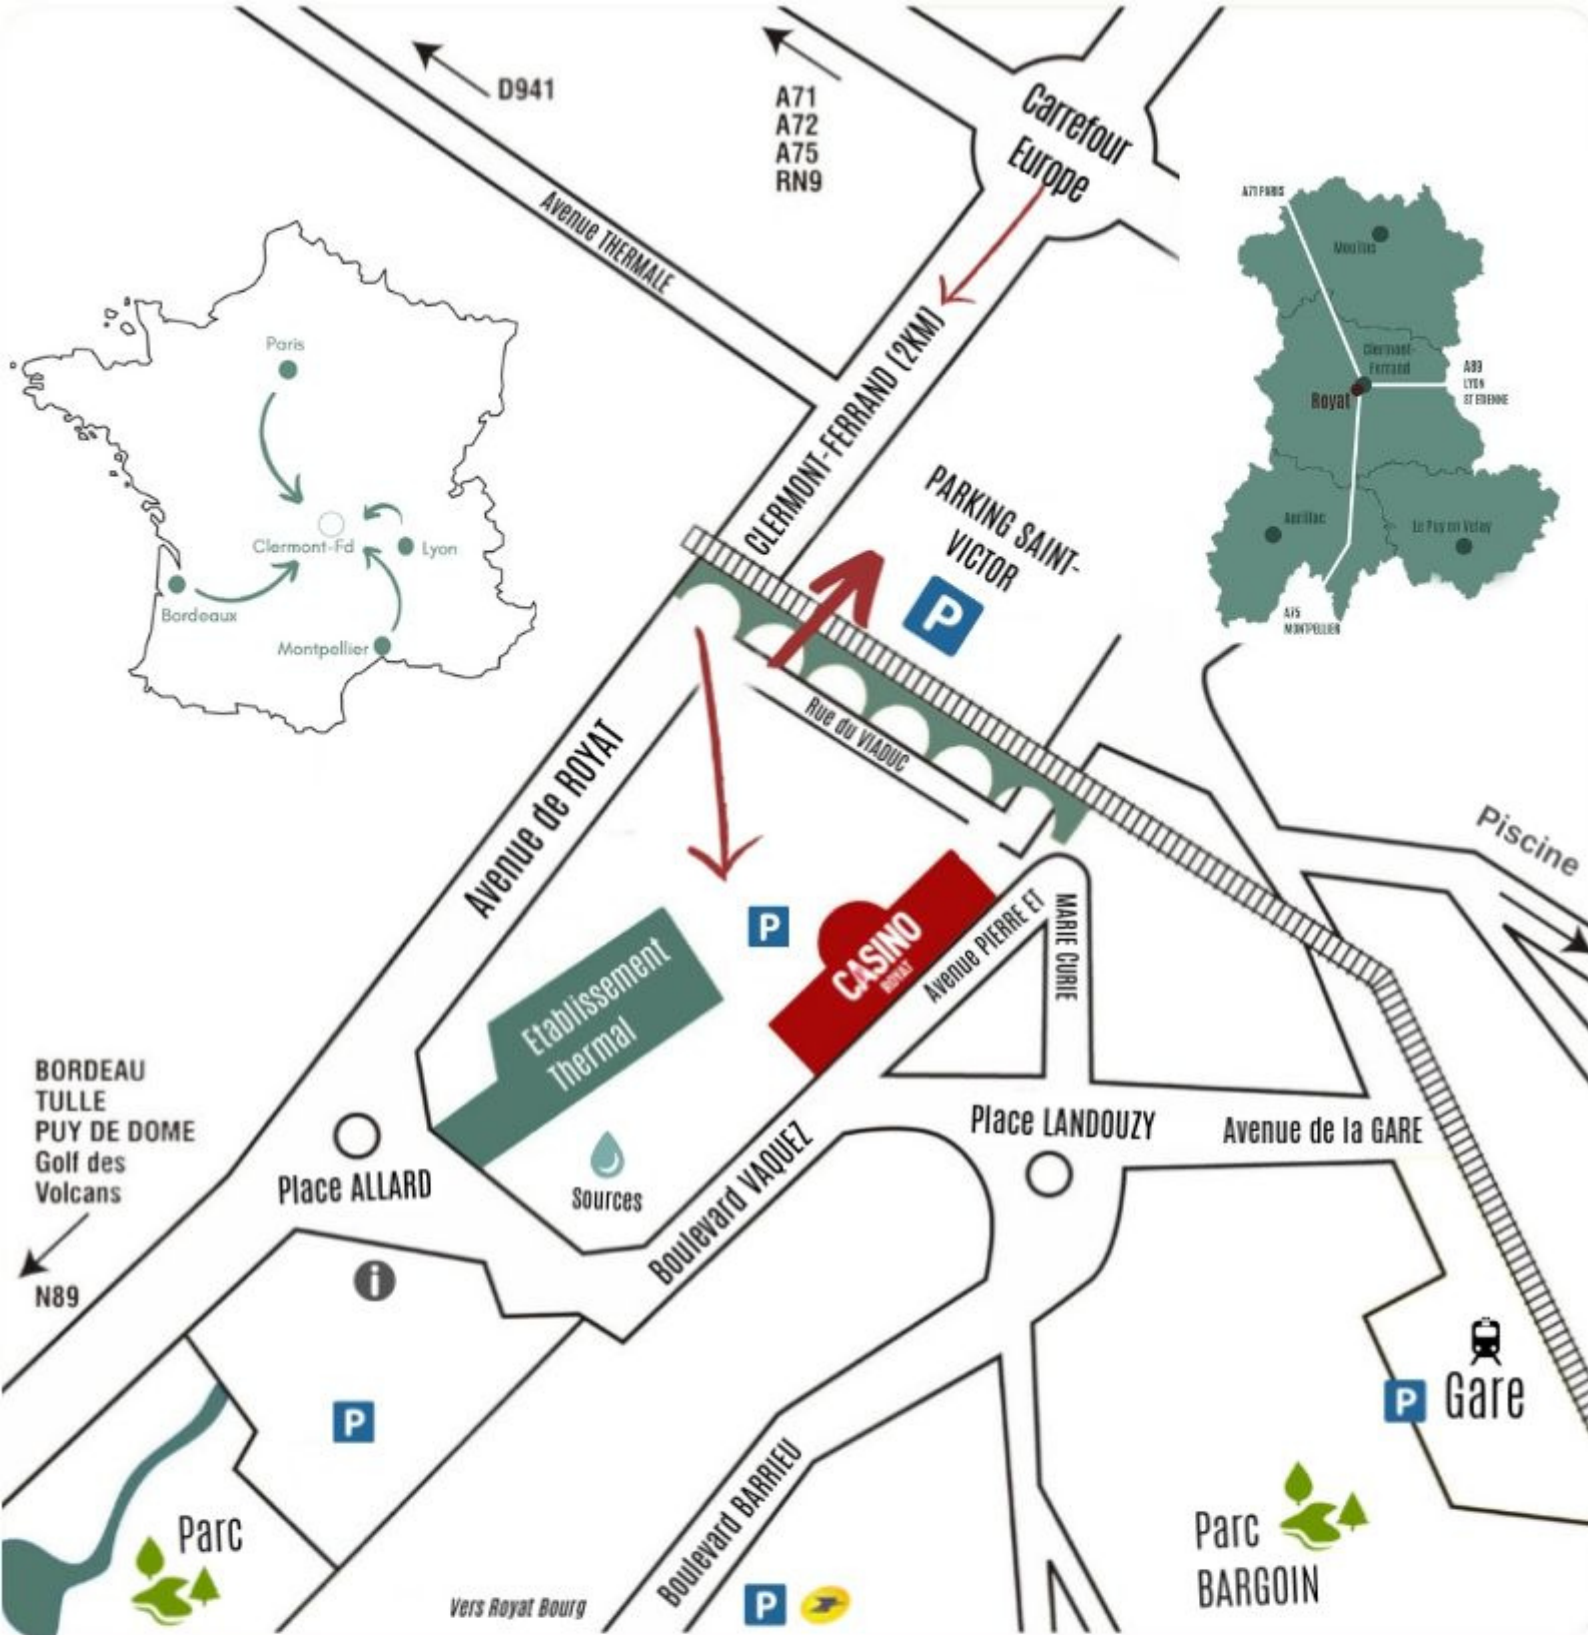 D941
A71
A72
A75
RN9
Carrefour
Europe
Avenue THERMALE
CLERMONT-FERRAND (2KM)
A71 PARIS
Moulins
Clermont-
Ferrand
Royat
A89
LYON
ST ETIENNE
Aurillac
Le Puy en Velay
A75
MONTPELLIER
Paris
Clermont-Fd
Lyon
Bordeaux
Montpellier
PARKING SAINT-
VICTOR
P
Rue du VIADUC
Avenue de ROYAT
Piscine
P
CASINO
ROYAT
Avenue PIERRE ET
MARIE CURIE
Etablissement
Thermal
BORDEAU
TULLE
PUY DE DOME
Golf des
Volcans
N89
Place ALLARD
Sources
Boulevard VAQUEZ
Place LANDOUZY
Avenue de la GARE
i
P
P
Gare
Parc
Boulevard BARRIEU
Parc
BARGOIN
Vers Royat Bourg
P